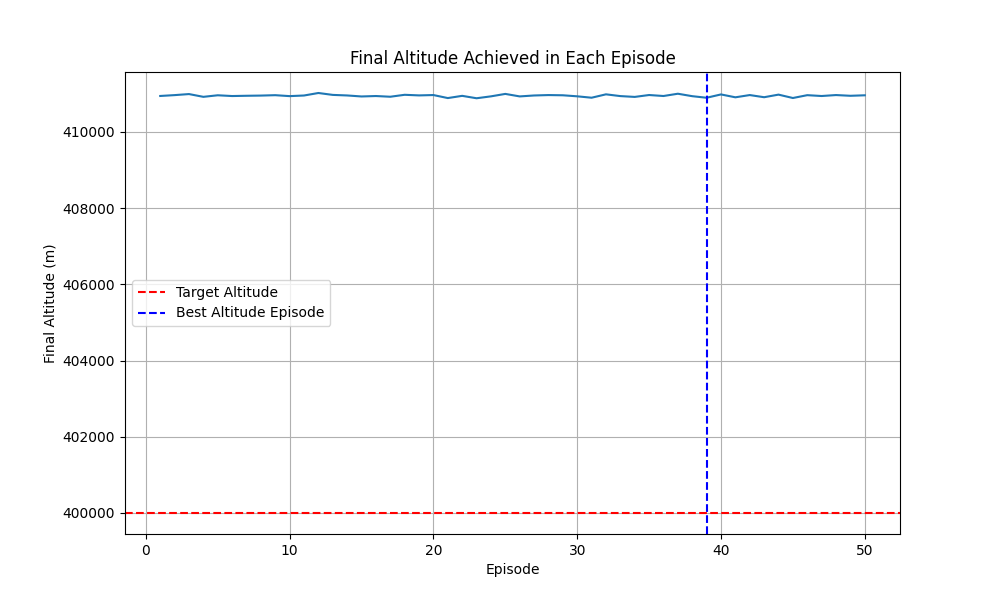 Final Altitude Achieved in Each Episode
Final Altitude (m)
410000
408000
406000
404000
402000
400000
Target Altitude
Best Altitude Episode
0 10 20 30 40 50
Episode